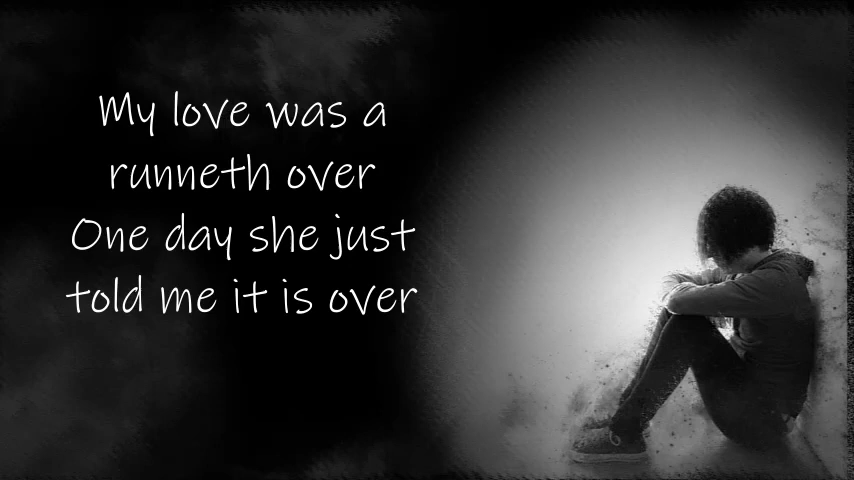 My love was a
runneth over
One day she just
told me it is over